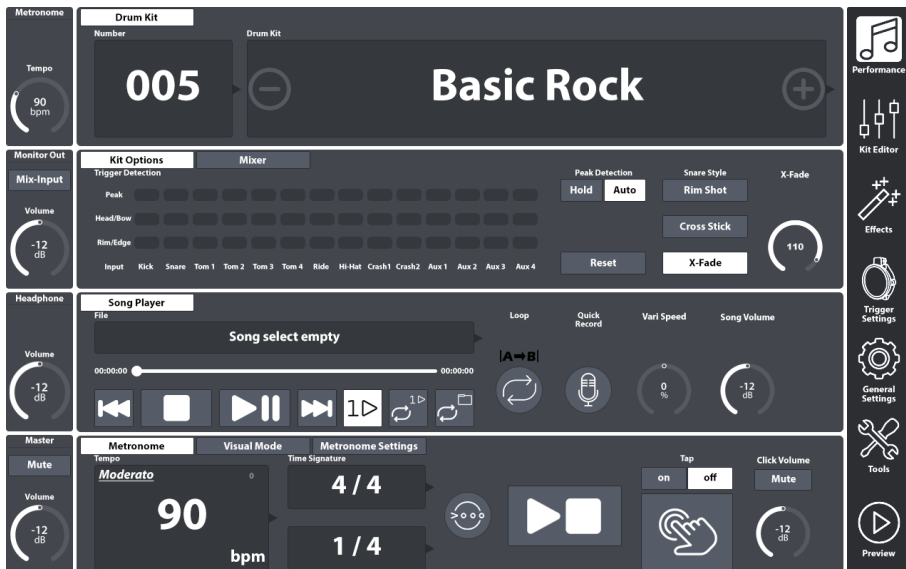 Metronome
Tempo
90
bpm
Drum Kit
Number
Drum Kit
005
Basic Rock
Monitor Out
Mix-Input
Volume
-12
dB
Kit Options
Mixer
Trigger Detection
Peak
Head/Bow
Rim/Edge
Input Kick Snare Tom 1 Tom 2 Tom 3 Tom 4 Ride Hi-Hat Crash1 Crash2 Aux 1 Aux 2 Aux 3 Aux 4
Peak Detection
Hold
Auto
Reset
Snare Style
Rim Shot
Cross Stick
X-Fade
X-Fade
110
Headphone
Volume
-12
dB
Song Player
File
Song select empty
00:00:00
00:00:00
1
1
Loop
|A➡B|
Quick
Record
Vari Speed
0
%
Song Volume
-12
dB
Master
Mute
Volume
-12
dB
Metronome
Visual Mode
Metronome Settings
Tempo
Moderato
0
90
bpm
Time Signature
4 / 4
1 / 4
Tap
on
off
Click Volume
Mute
-12
dB
Performance
Kit Editor
Effects
Trigger
Settings
General
Settings
Tools
Preview